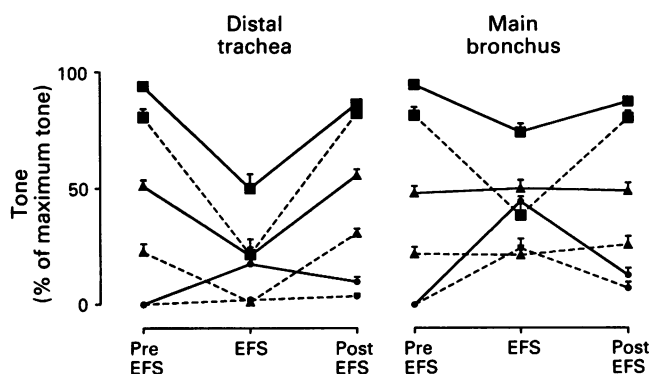 Distal
trachea
Main
bronchus
Tone
(% of maximum tone)
100
50
0
Pre
EFS
EFS
Post
EFS
Pre
EFS
EFS
Post
EFS